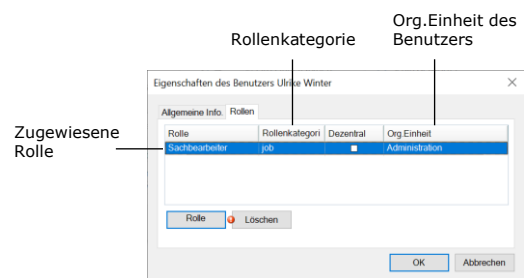 Org.Einheit des
Benutzers
Rollenkategorie
Eigenschaften des Benutzers Ulrike Winter
Allgemeine Info. Rollen
Zugewiesene
Rolle
Rolle Rollenkategori Dezentral Org.Einheit
Sachbearbeiter job Administration
Rolle Löschen
OK Abbrechen